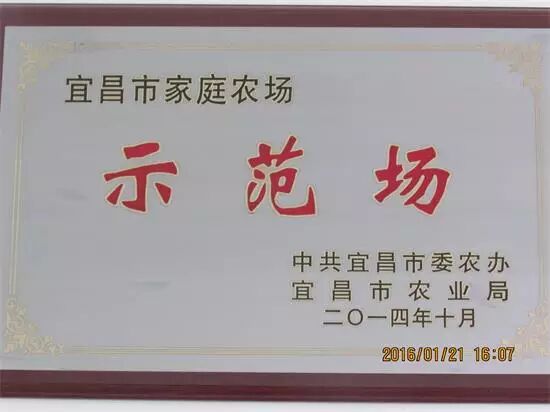 宜昌市家庭农场
示范场
中共宜昌市委农办
宜昌市农业局
二〇一四年十月
2016/01/21 16:07